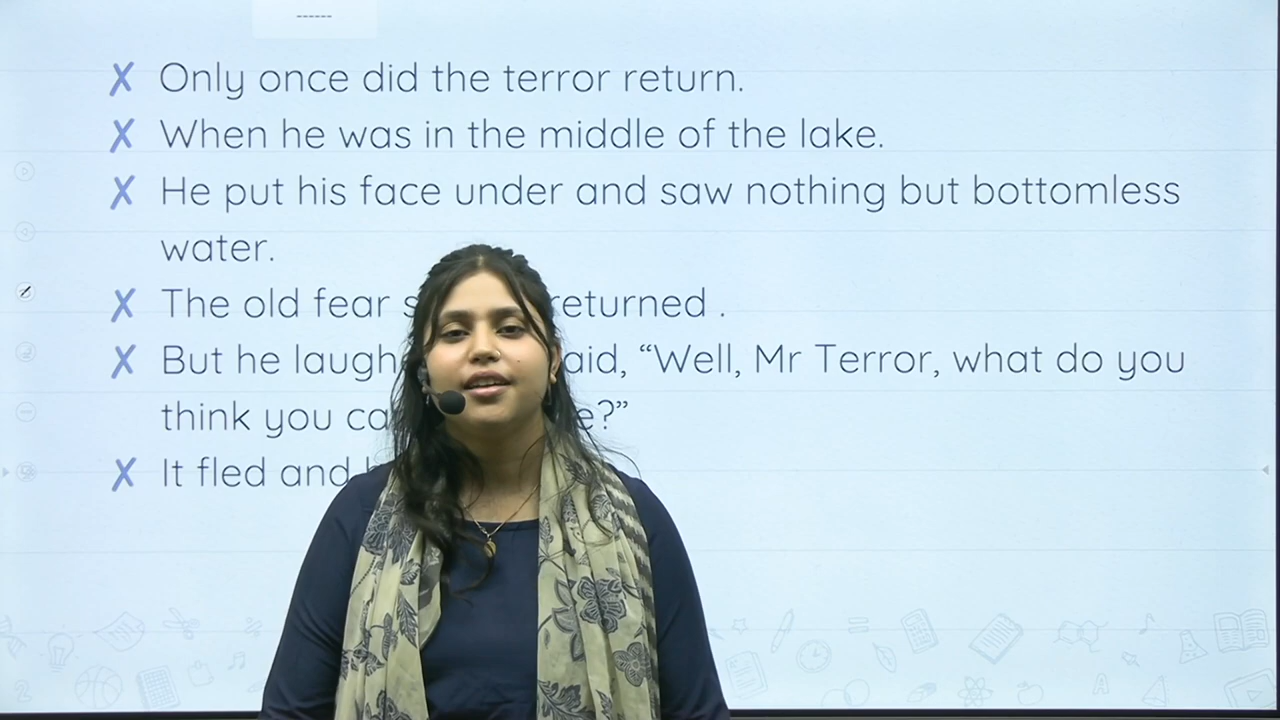 ------
✗ Only once did the terror return.
✗ When he was in the middle of the lake.
✗ He put his face under and saw nothing but bottomless
water.
✗ The old fear returned .
✗ But he laugh aid, “Well, Mr Terror, what do you
think you ca e?”
✗ It fled and